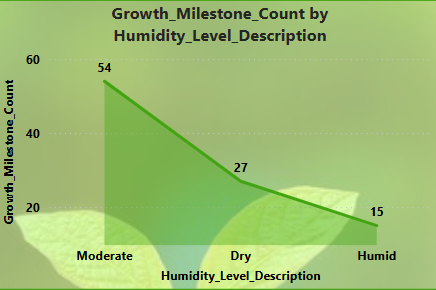 Growth_Milestone_Count by
Humidity_Level_Description
Growth_Milestone_Count
60
40
20
54
27
15
Moderate
Dry
Humid
Humidity_Level_Description